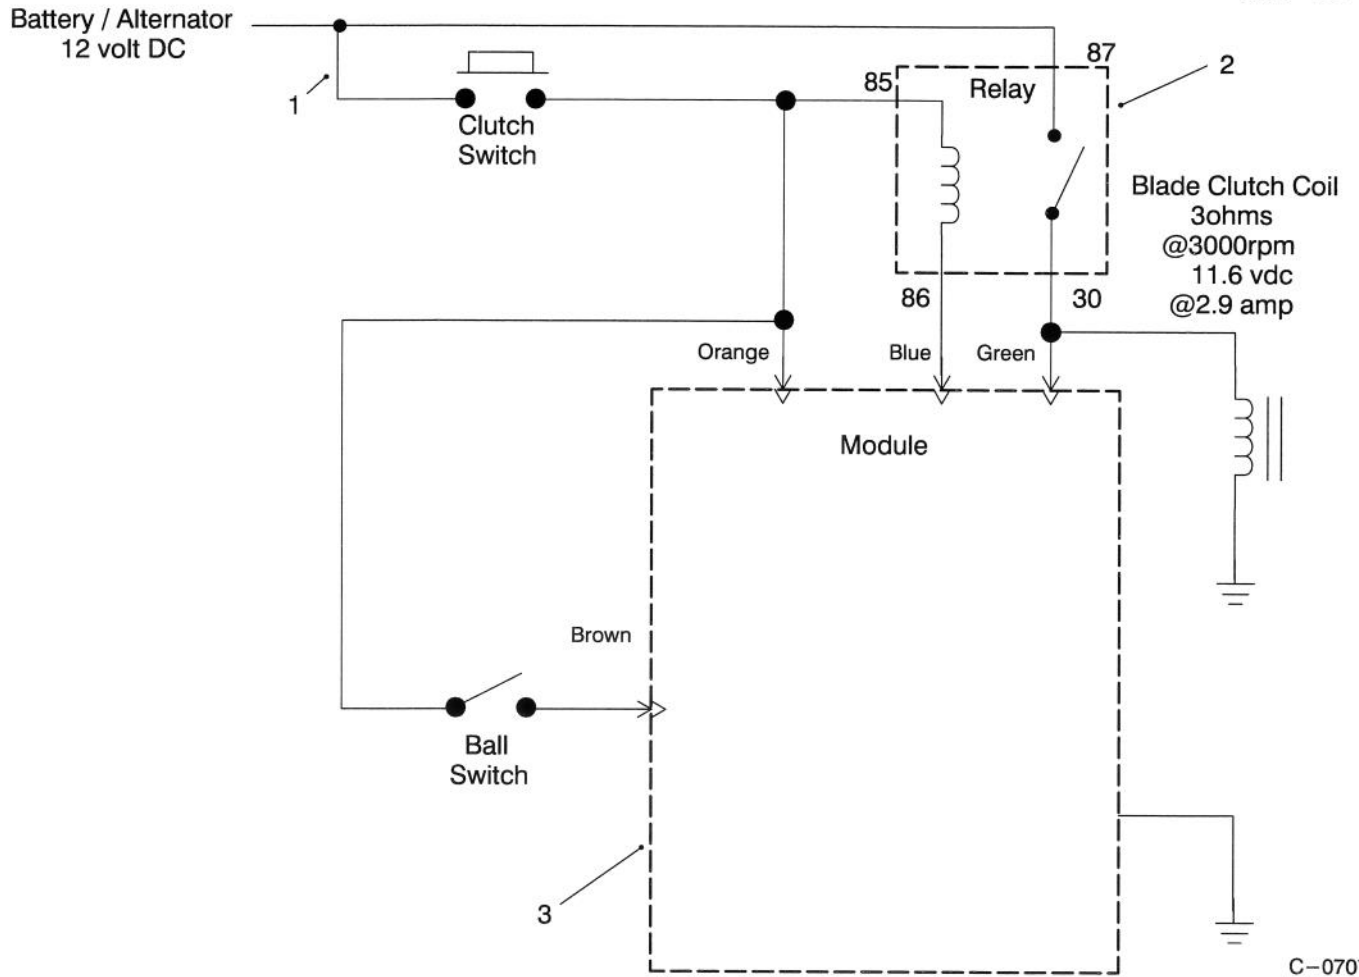 Battery / Alternator
12 volt DC
1
Clutch
Switch
85
Relay
87
2
Blade Clutch Coil
3ohms
@3000rpm
11.6 vdc
@2.9 amp
86
30
Orange
Blue
Green
Module
Brown
Ball
Switch
3